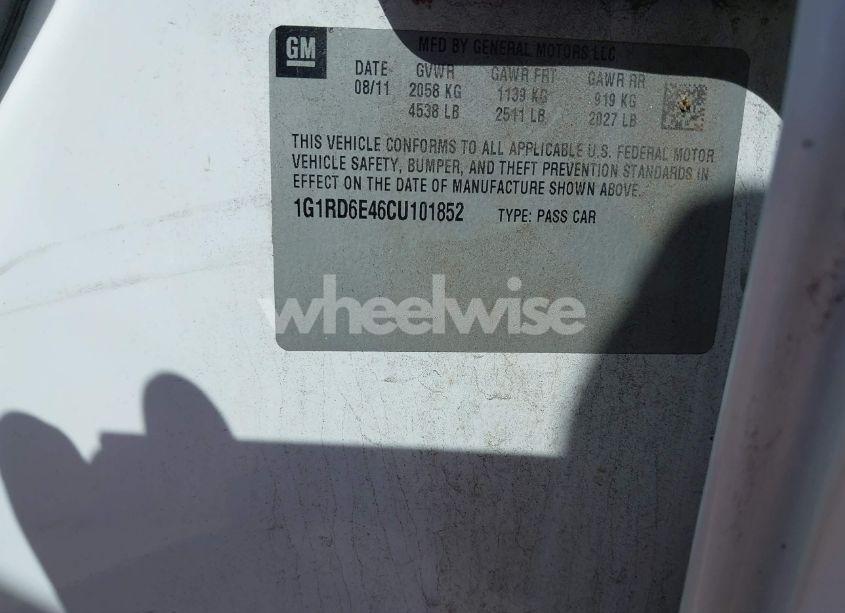 GM
MFD BY GENERAL MOTORS LLC
DATE GVWR GAWR FRT GAWR RR
08/11 2058 KG 1139 KG 919 KG
4538 LB 2511 LB 2027 LB
THIS VEHICLE CONFORMS TO ALL APPLICABLE U.S. FEDERAL MOTOR
VEHICLE SAFETY, BUMPER, AND THEFT PREVENTION STANDARDS IN
EFFECT ON THE DATE OF MANUFACTURE SHOWN ABOVE.
1G1RD6E46CU101852 TYPE: PASS CAR
wheelwise